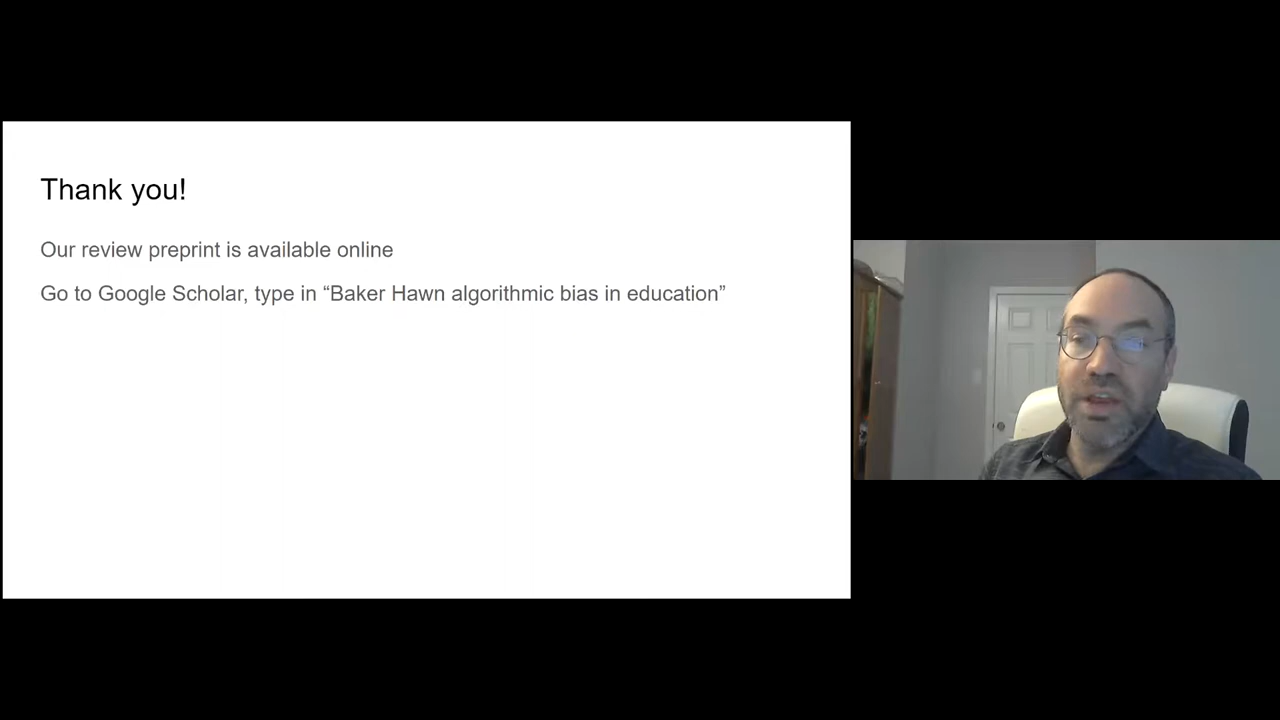 Thank you!
Our review preprint is available online
Go to Google Scholar, type in “Baker Hawn algorithmic bias in education”